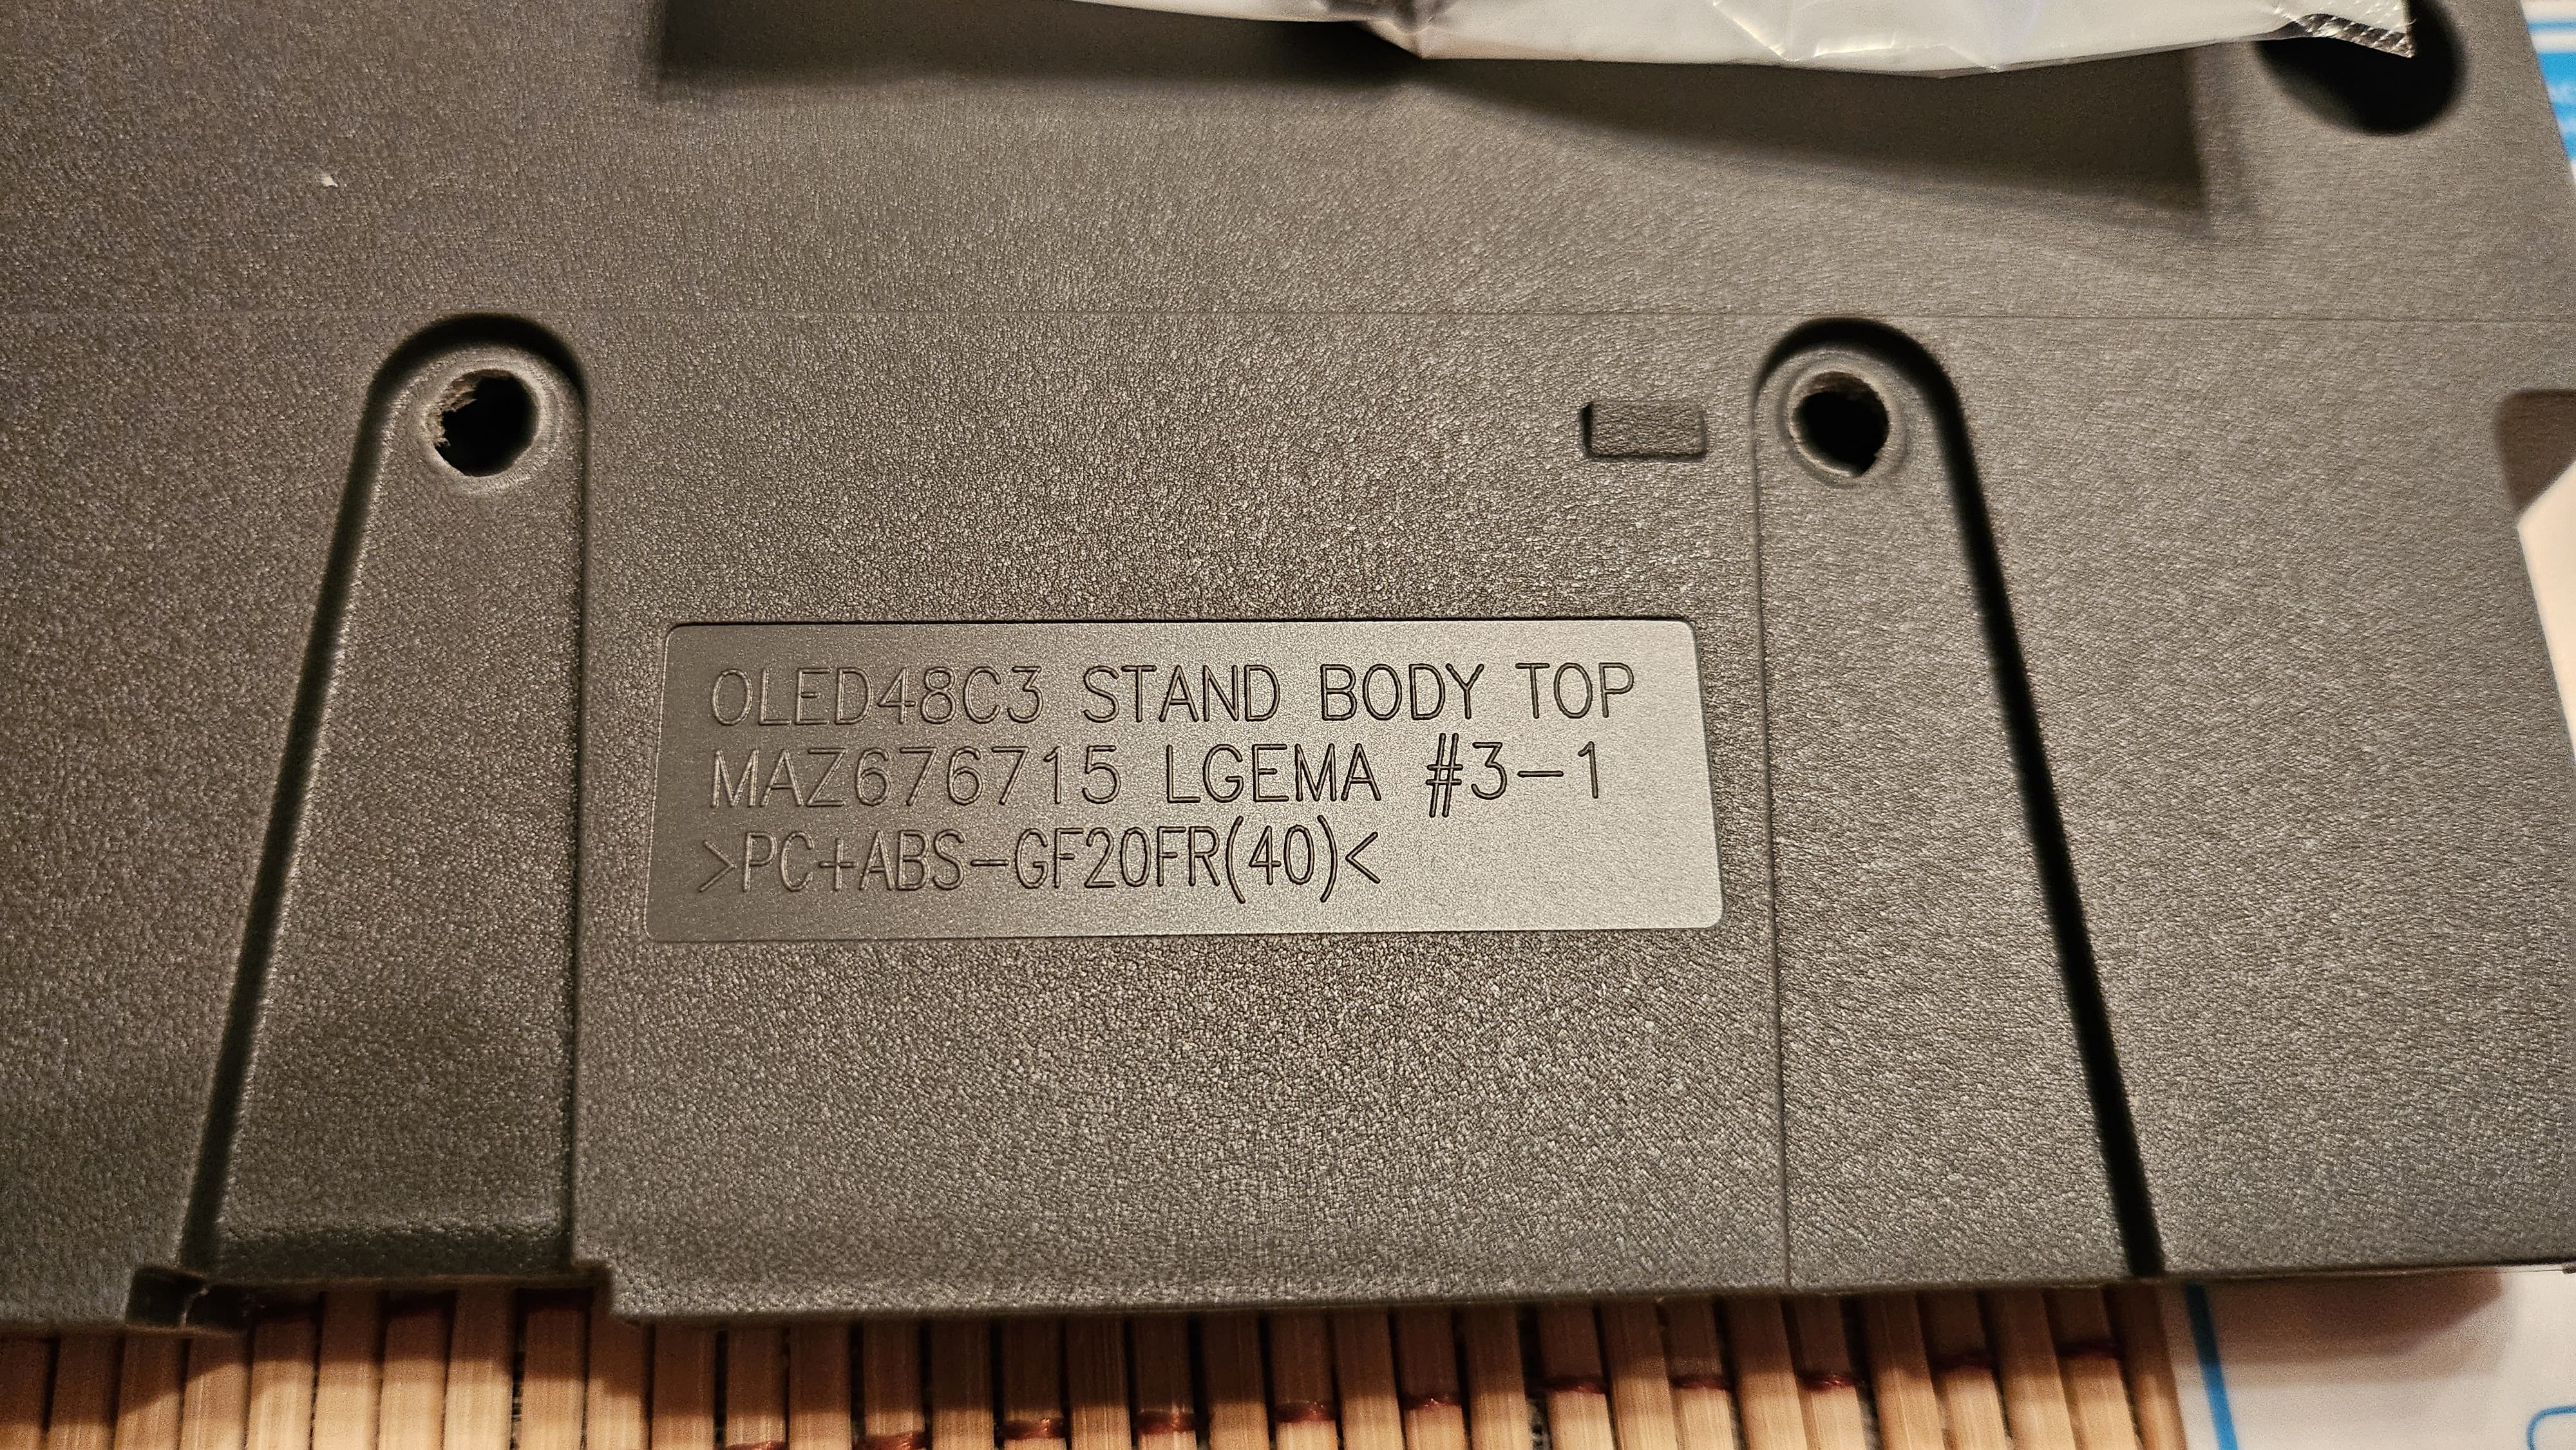 OLED48C3 STAND BODY TOP
MAZ676715 LGEMA #3-1
>PC+ABS-GF20FR(40)<